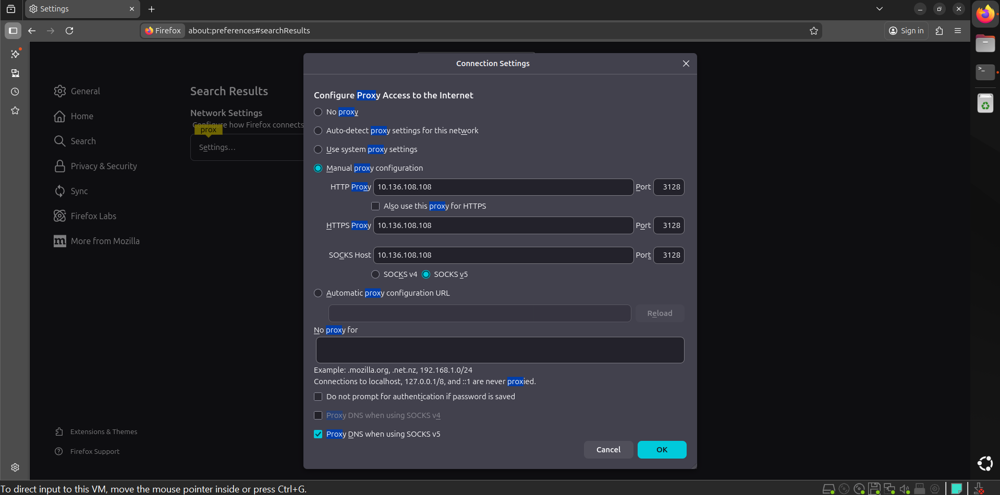 Settings
Firefox
about:preferences#searchResults
Sign in
General
Home
Search
Privacy & Security
Sync
Firefox Labs
More from Mozilla
Extensions & Themes
Firefox Support
Search Results
Network Settings
Configure how Firefox connects
prox
Settings...
Connection Settings
Configure Proxy Access to the Internet
No proxy
Auto-detect proxy settings for this network
Use system proxy settings
Manual proxy configuration
HTTP Proxy 10.136.108.108 Port 3128
Also use this proxy for HTTPS
HTTPS Proxy 10.136.108.108 Port 3128
SOCKS Host 10.136.108.108 Port 3128
SOCKS v4 SOCKS v5
Automatic proxy configuration URL
Reload
No proxy for
Example: .mozilla.org, .net.nz, 192.168.1.0/24
Connections to localhost, 127.0.0.1/8, and ::1 are never proxied.
Do not prompt for authentication if password is saved
Proxy DNS when using SOCKS v4
Proxy DNS when using SOCKS v5
Cancel OK
To direct input to this VM, move the mouse pointer inside or press Ctrl+G.